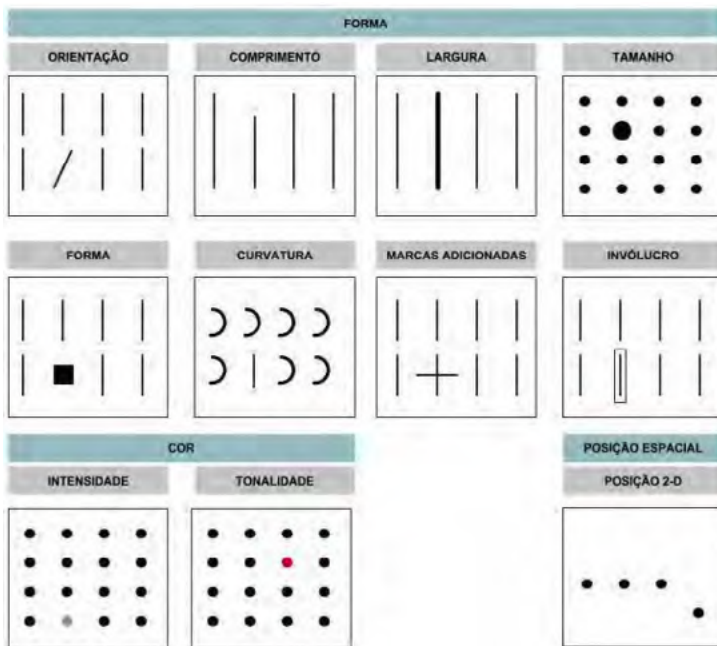 FORMA
ORIENTAÇÃO COMPRIMENTO LARGURA TAMANHO
FORMA CURVATURA MARCAS ADICIONADAS INVÓLUCRO
COR POSIÇÃO ESPACIAL
INTENSIDADE TONALIDADE POSIÇÃO 2-D